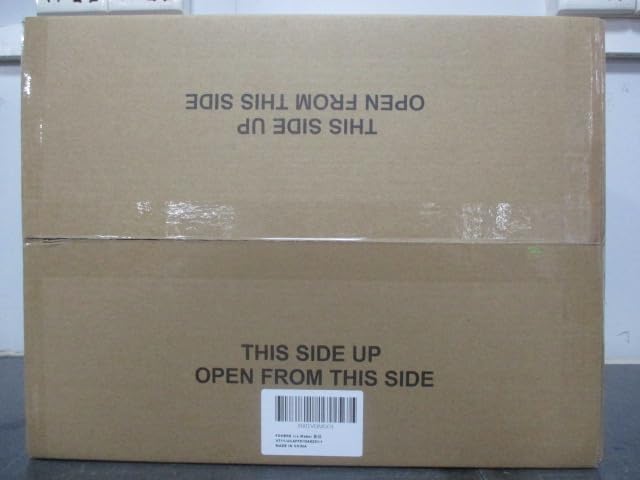 OPEN FROM THIS SIDE
THIS SIDE UP
THIS SIDE UP
OPEN FROM THIS SIDE
MADE IN CHINA